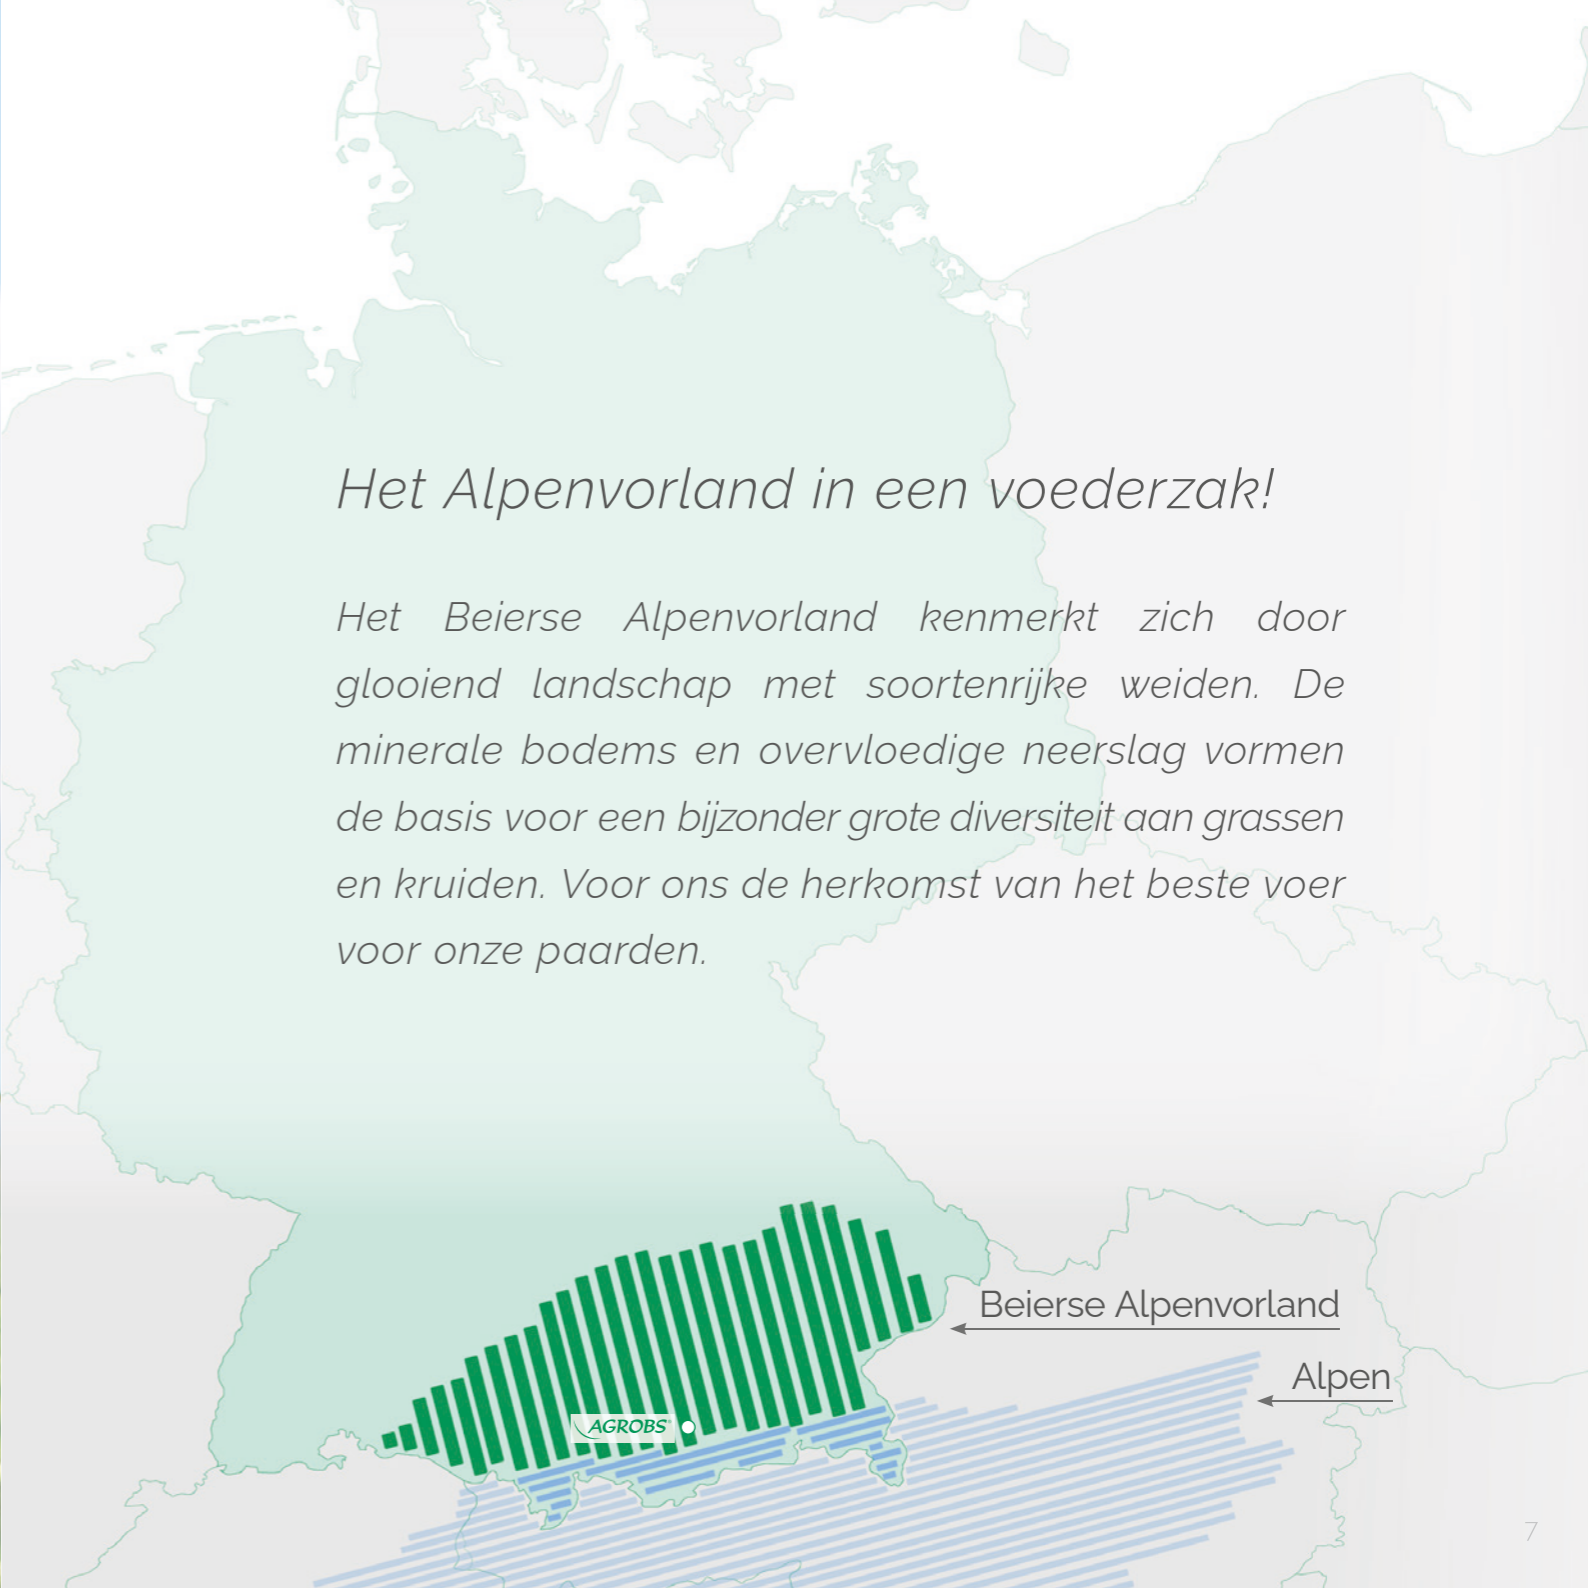 Het Alpenvorland in een voederzak!
Het Beierse Alpenvorland kenmerkt zich door
glooiend landschap met soortenrijke weiden. De
minerale bodems en overvloedige neerslag vormen
de basis voor een bijzonder grote diversiteit aan grassen
en kruiden. Voor ons de herkomst van het beste voer
voor onze paarden.
Beierse Alpenvorland
Alpen
AGROBS®
7